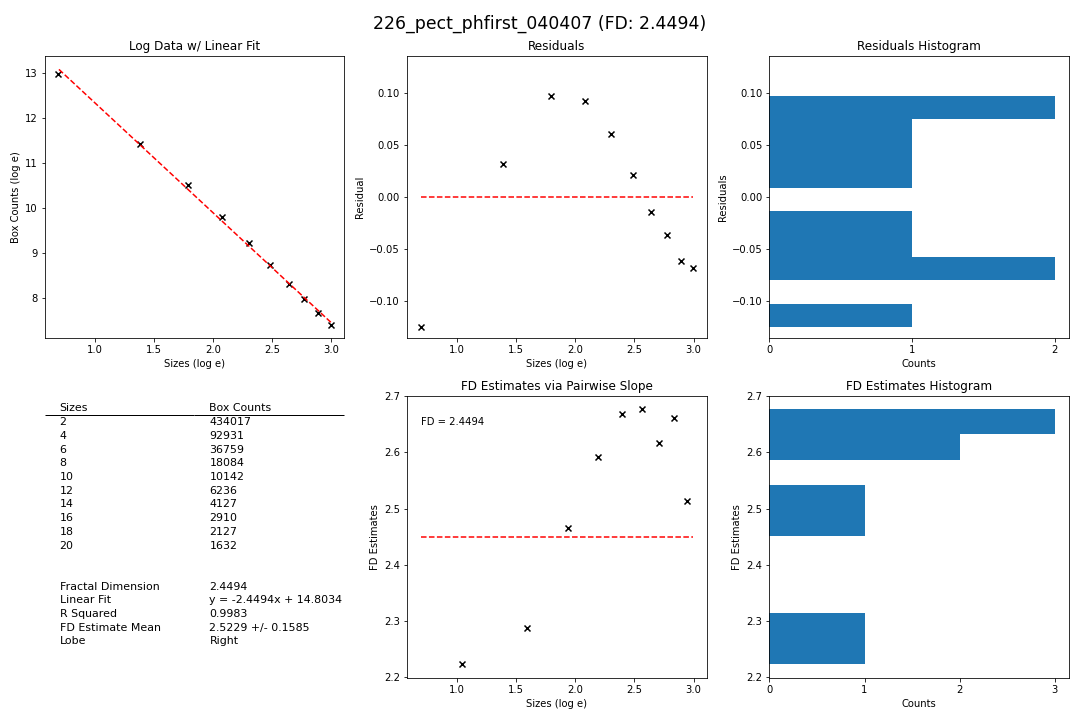 226_pect_phfirst_040407 (FD: 2.4494)
Log Data w/ Linear Fit
Box Counts (log e)
13
12
11
10
9
8
1.0 1.5 2.0 2.5 3.0
Sizes (log e)
Residuals
Residual
0.10
0.05
0.00
−0.05
−0.10
1.0 1.5 2.0 2.5 3.0
Sizes (log e)
Residuals Histogram
Residuals
0.10
0.05
0.00
−0.05
−0.10
0 1 2
Counts
Sizes Box Counts
2 434017
4 92931
6 36759
8 18084
10 10142
12 6236
14 4127
16 2910
18 2127
20 1632
Fractal Dimension 2.4494
Linear Fit y = -2.4494x + 14.8034
R Squared 0.9983
FD Estimate Mean 2.5229 +/- 0.1585
Lobe Right
FD Estimates via Pairwise Slope
FD = 2.4494
FD Estimates
2.7
2.6
2.5
2.4
2.3
2.2
1.0 1.5 2.0 2.5 3.0
Sizes (log e)
FD Estimates Histogram
FD Estimates
2.7
2.6
2.5
2.4
2.3
2.2
0 1 2 3
Counts